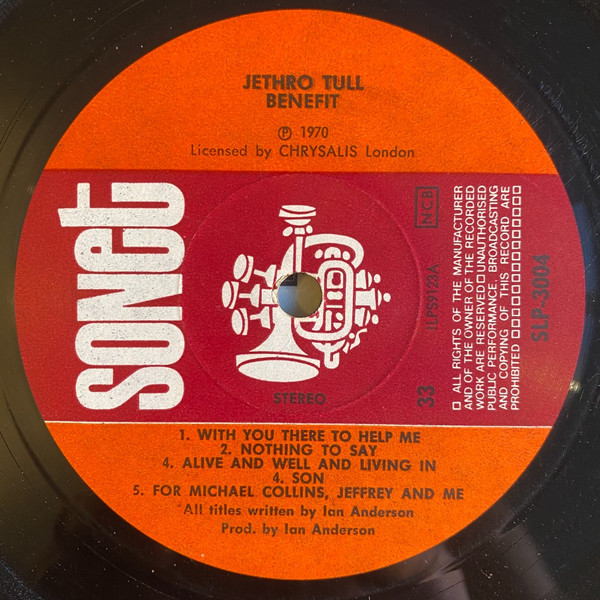 JETHRO TULL
BENEFIT
Ⓟ 1970
Licensed by CHRYSALIS London
SONET
STEREO
NCB
ILPS9123A
33
□ ALL RIGHTS OF THE MANUFACTURER
AND OF THE OWNER OF THE RECORDED
WORK ARE RESERVED □ UNAUTHORISED
PUBLIC PERFORMANCE, BROADCASTING
AND COPYING OF THIS RECORD ARE
PROHIBITED □□□□□□□□□□□□□□□
SLP-3004
1. WITH YOU THERE TO HELP ME
2. NOTHING TO SAY
4. ALIVE AND WELL AND LIVING IN
4. SON
5. FOR MICHAEL COLLINS, JEFFREY AND ME
All titles written by Ian Anderson
Prod. by Ian Anderson